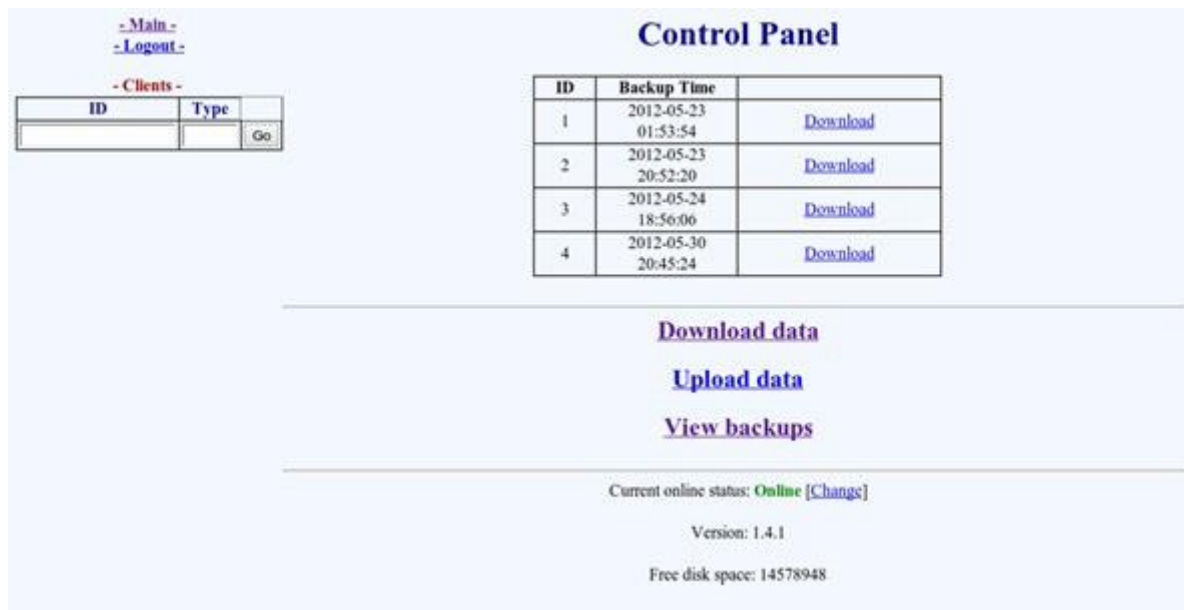 - Main -
- Logout -
- Clients -
ID Type
Go
Control Panel
ID Backup Time
1 2012-05-23 01:53:54 Download
2 2012-05-23 20:52:20 Download
3 2012-05-24 18:56:06 Download
4 2012-05-30 20:45:24 Download
Download data
Upload data
View backups
Current online status: Online [Change]
Version: 1.4.1
Free disk space: 14578948